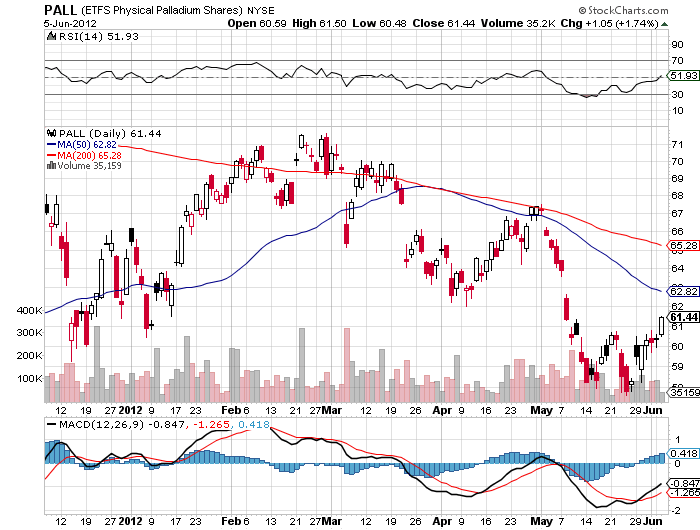 PALL (ETFS Physical Palladium Shares) NYSE © StockCharts.com
5-Jun-2012 Open 60.59 High 61.50 Low 60.48 Close 61.44 Volume 35.2K Chg +1.05 (+1.74%)
RSI(14) 51.93
90
70
51.93
30
10
PALL (Daily) 61.44
MA(50) 62.82
MA(200) 65.28
Volume 35,159
71
70
69
68
67
66
65.28
64
63
62.82
61.44
61
60
59
58
35159
400K
300K
200K
100K
12 19 27 2012 9 17 23 Feb 6 13 21 27 Mar 12 19 26 Apr 9 16 23 May 7 14 21 29 Jun
MACD(12,26,9) -0.847, -1.265, 0.418
1
0.418
0
-0.847
-1.265
-2
12 19 27 2012 9 17 23 Feb 6 13 21 27 Mar 12 19 26 Apr 9 16 23 May 7 14 21 29 Jun